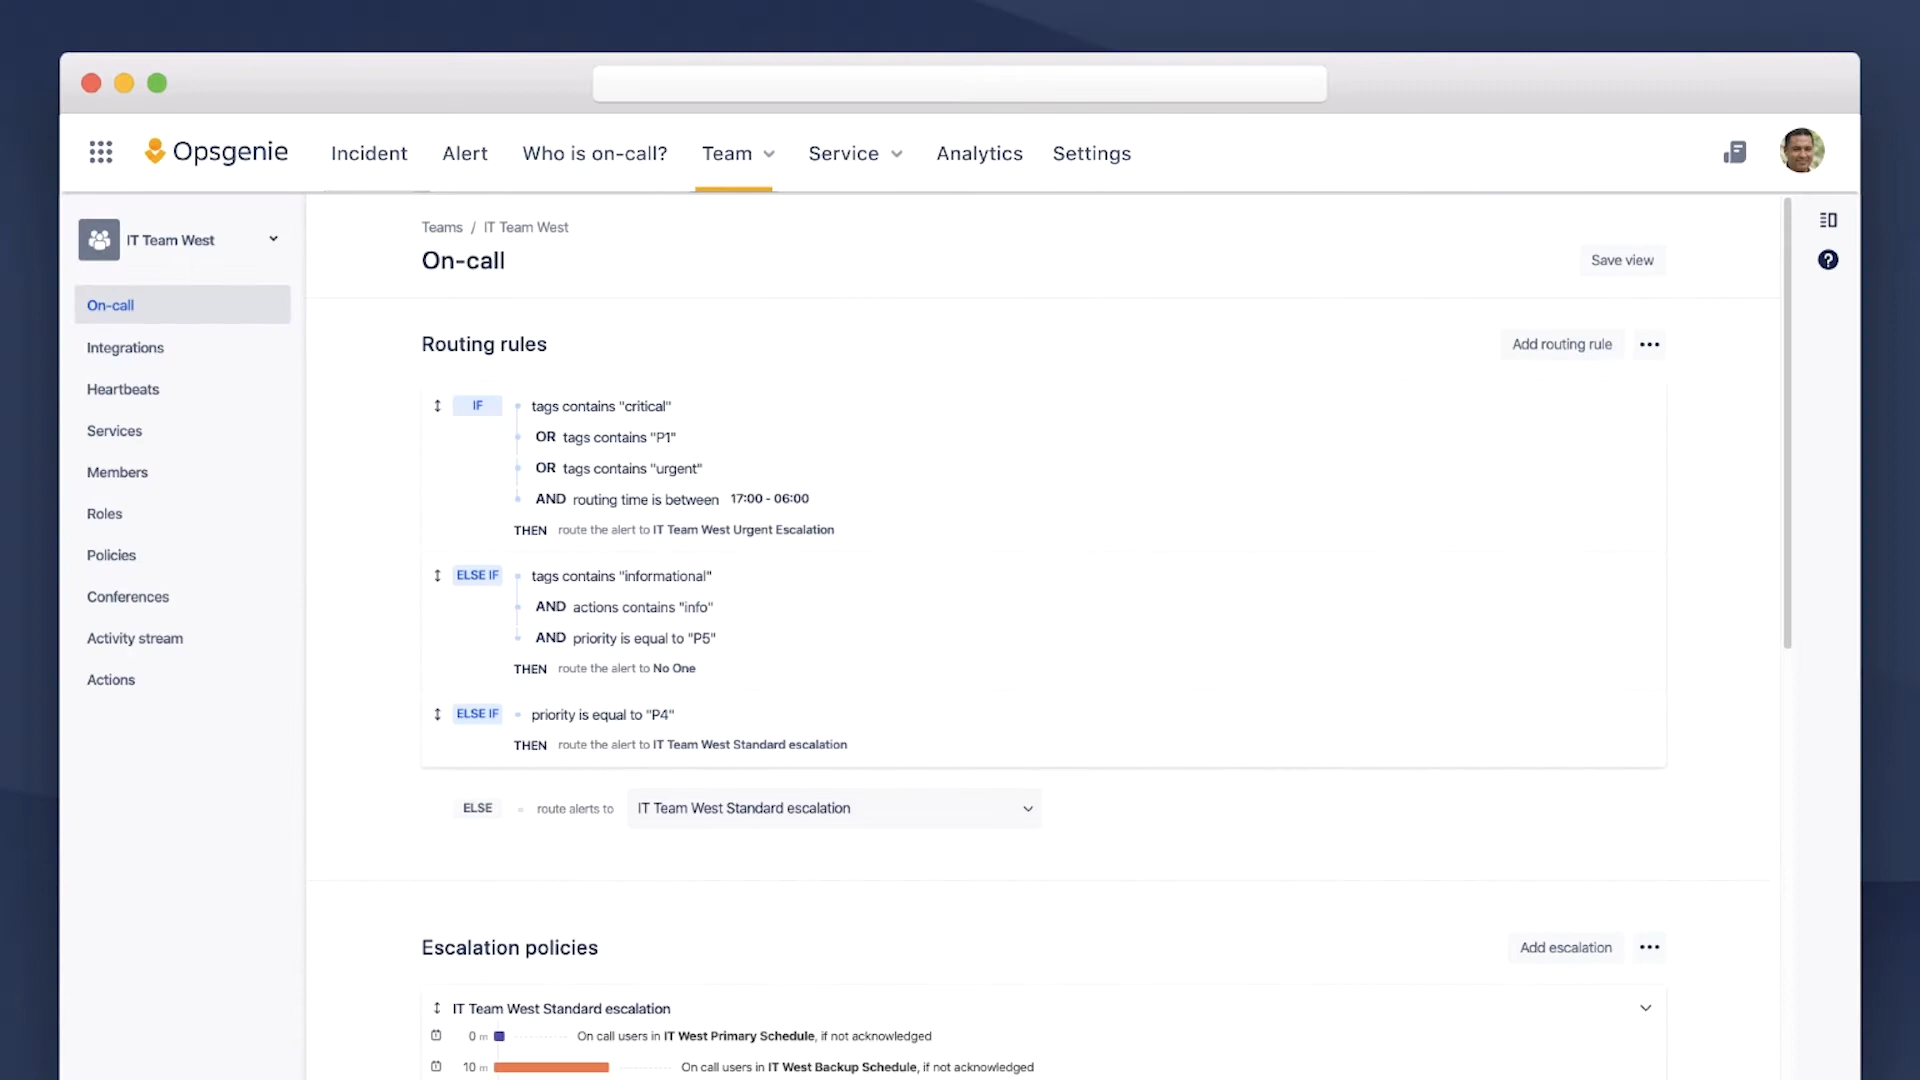 Opsgenie Incident Alert Who is on-call? Team Service Analytics Settings
IT Team West
On-call
Integrations
Heartbeats
Services
Members
Roles
Policies
Conferences
Activity stream
Actions
Teams / IT Team West
On-call
Save view
Routing rules
Add routing rule
IF tags contains "critical"
OR tags contains "P1"
OR tags contains "urgent"
AND routing time is between 17:00 - 06:00
THEN route the alert to IT Team West Urgent Escalation
ELSE IF tags contains "informational"
AND actions contains "info"
AND priority is equal to "P5"
THEN route the alert to No One
ELSE IF priority is equal to "P4"
THEN route the alert to IT Team West Standard escalation
ELSE route alerts to IT Team West Standard escalation
Escalation policies
Add escalation
IT Team West Standard escalation
0 m On call users in IT West Primary Schedule, if not acknowledged
10 m On call users in IT West Backup Schedule, if not acknowledged